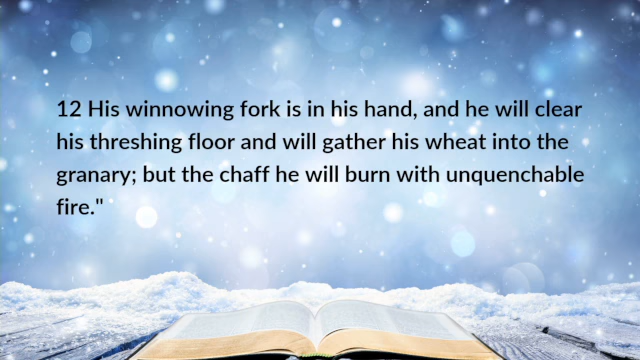 12 His winnowing fork is in his hand, and he will clear
his threshing floor and will gather his wheat into the
granary; but the chaff he will burn with unquenchable
fire."